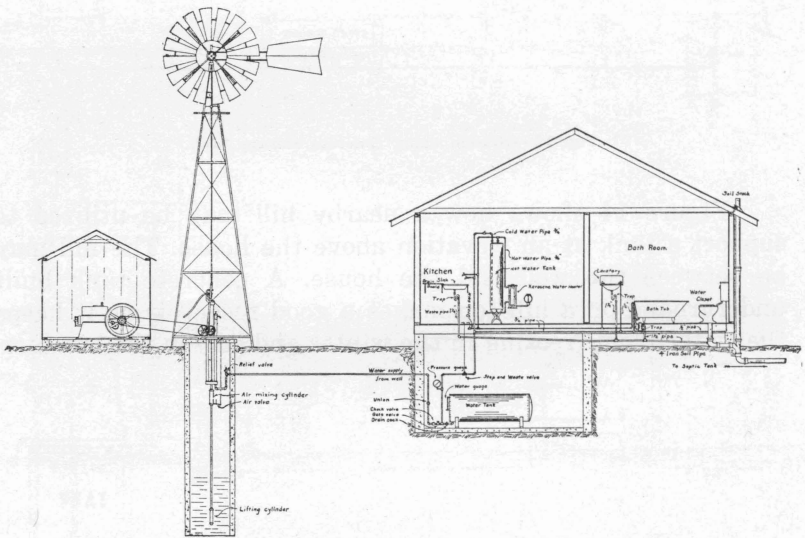 Soil Stack
Cold Water Pipe ¾"
Hot Water Pipe ¾"
Hot Water Tank
Bath Room
Kitchen
Sink
Lavatory
Kerosene Water Heater
Water
Closet
Trap
Trap
Bath Tub
Waste pipe 1½"
Trap
4" Iron Soil Pipe
To Septic Tank
Relief valve
Water supply
from well
Pressure gauge
Stop and Waste valve
Water gauge
Air mixing cylinder
Air valve
Union
Check valve
Gate valve
Drain cock
Water Tank
Lifting cylinder